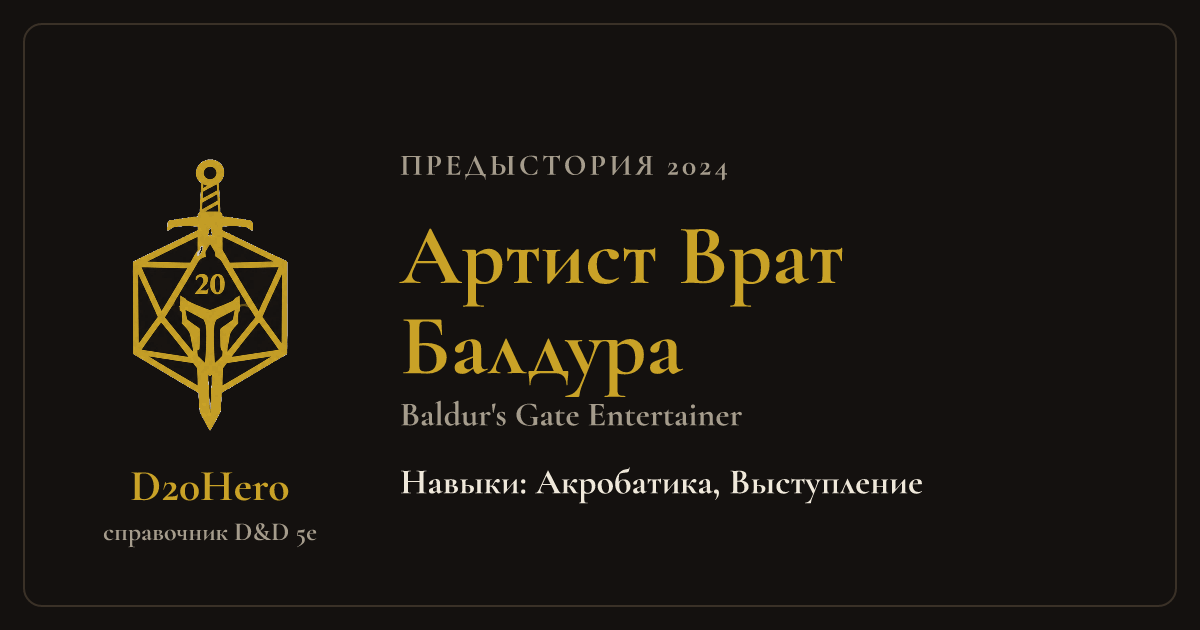 20
D20Hero
справочник D&D 5e
ПРЕДЫСТОРИЯ 2024
Артист Врат
Балдура
Baldur's Gate Entertainer
Навыки: Акробатика, Выступление